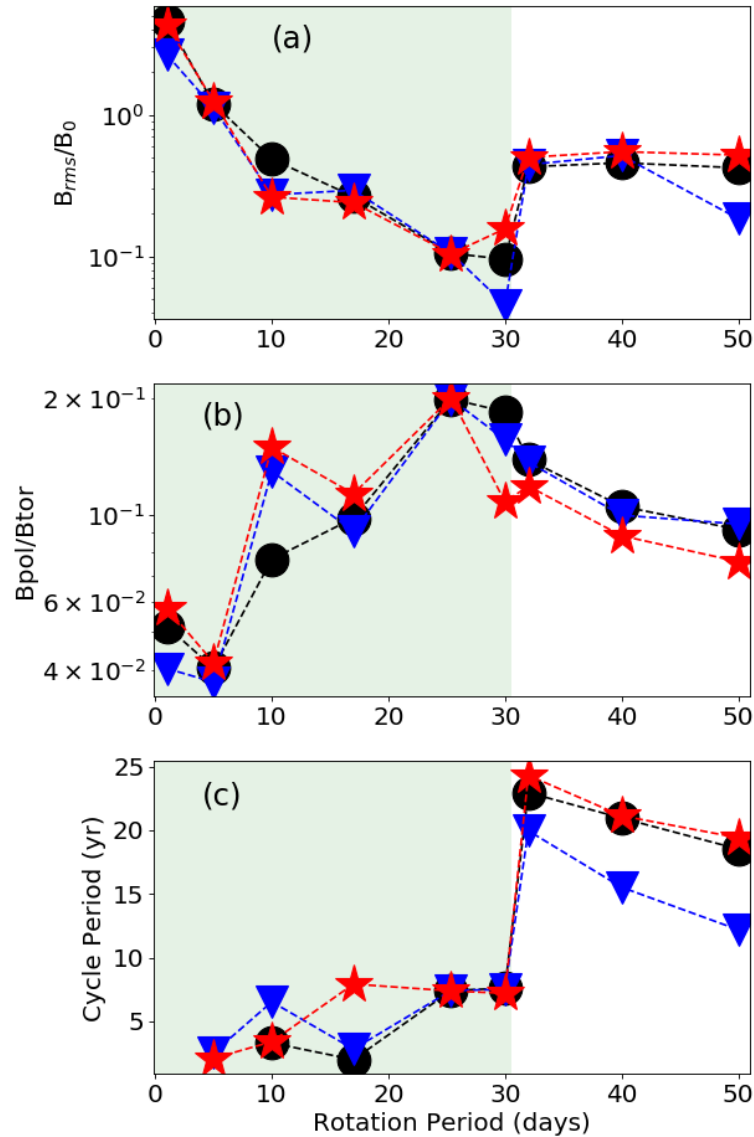 (a)
B_{rms}/B_0
10^0
10^{-1}
0 10 20 30 40 50
(b)
Bpol/Btor
2 × 10^{-1}
10^{-1}
6 × 10^{-2}
4 × 10^{-2}
0 10 20 30 40 50
(c)
Cycle Period (yr)
25
20
15
10
5
0 10 20 30 40 50
Rotation Period (days)